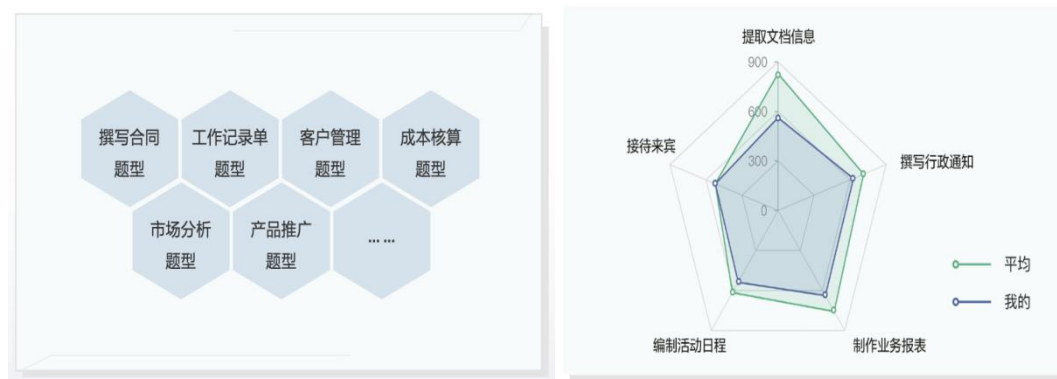 撰写合同
题型
工作记录单
题型
客户管理
题型
成本核算
题型
市场分析
题型
产品推广
题型
... ...
提取文档信息
900
600
300
0
接待来宾
撰写行政通知
编制活动日程
制作业务报表
平均
我的